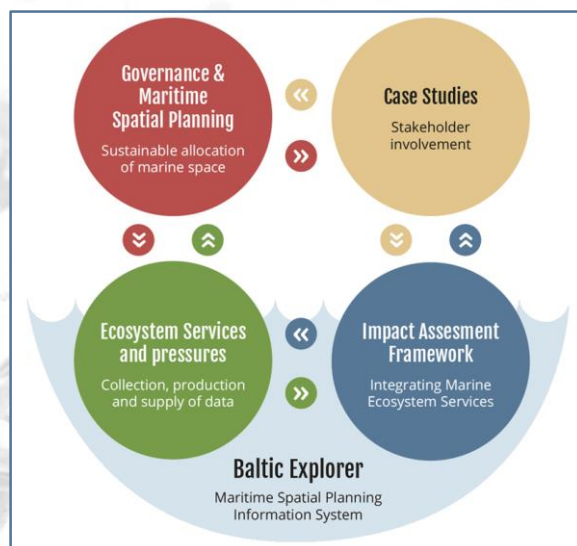 Governance &
Maritime
Spatial Planning
Sustainable allocation
of marine space
Case Studies
Stakeholder
involvement
Ecosystem Services
and pressures
Collection, production
and supply of data
Impact Assesment
Framework
Integrating Marine
Ecosystem Services
Baltic Explorer
Maritime Spatial Planning
Information System